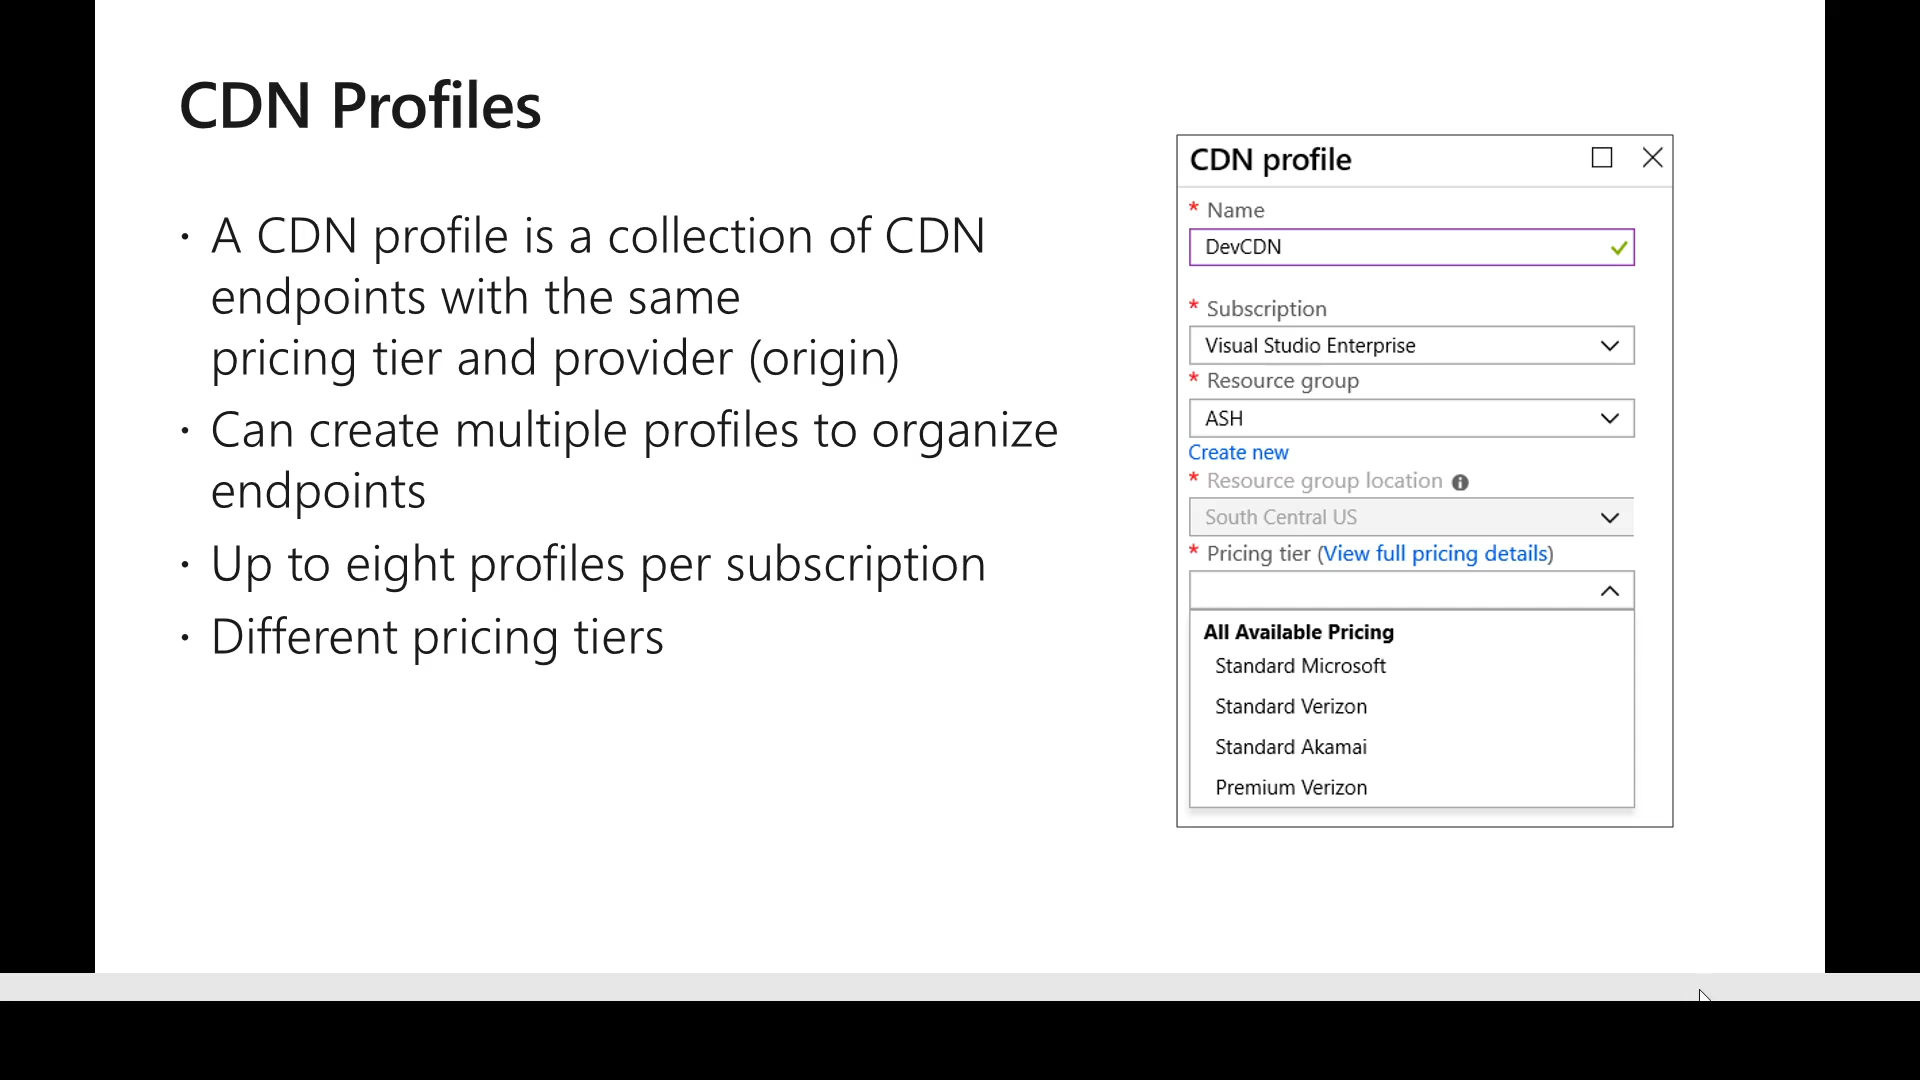 CDN Profiles
· A CDN profile is a collection of CDN
endpoints with the same
pricing tier and provider (origin)
· Can create multiple profiles to organize
endpoints
· Up to eight profiles per subscription
· Different pricing tiers
CDN profile
* Name
DevCDN
* Subscription
Visual Studio Enterprise
* Resource group
ASH
Create new
* Resource group location
South Central US
* Pricing tier (View full pricing details)
All Available Pricing
Standard Microsoft
Standard Verizon
Standard Akamai
Premium Verizon